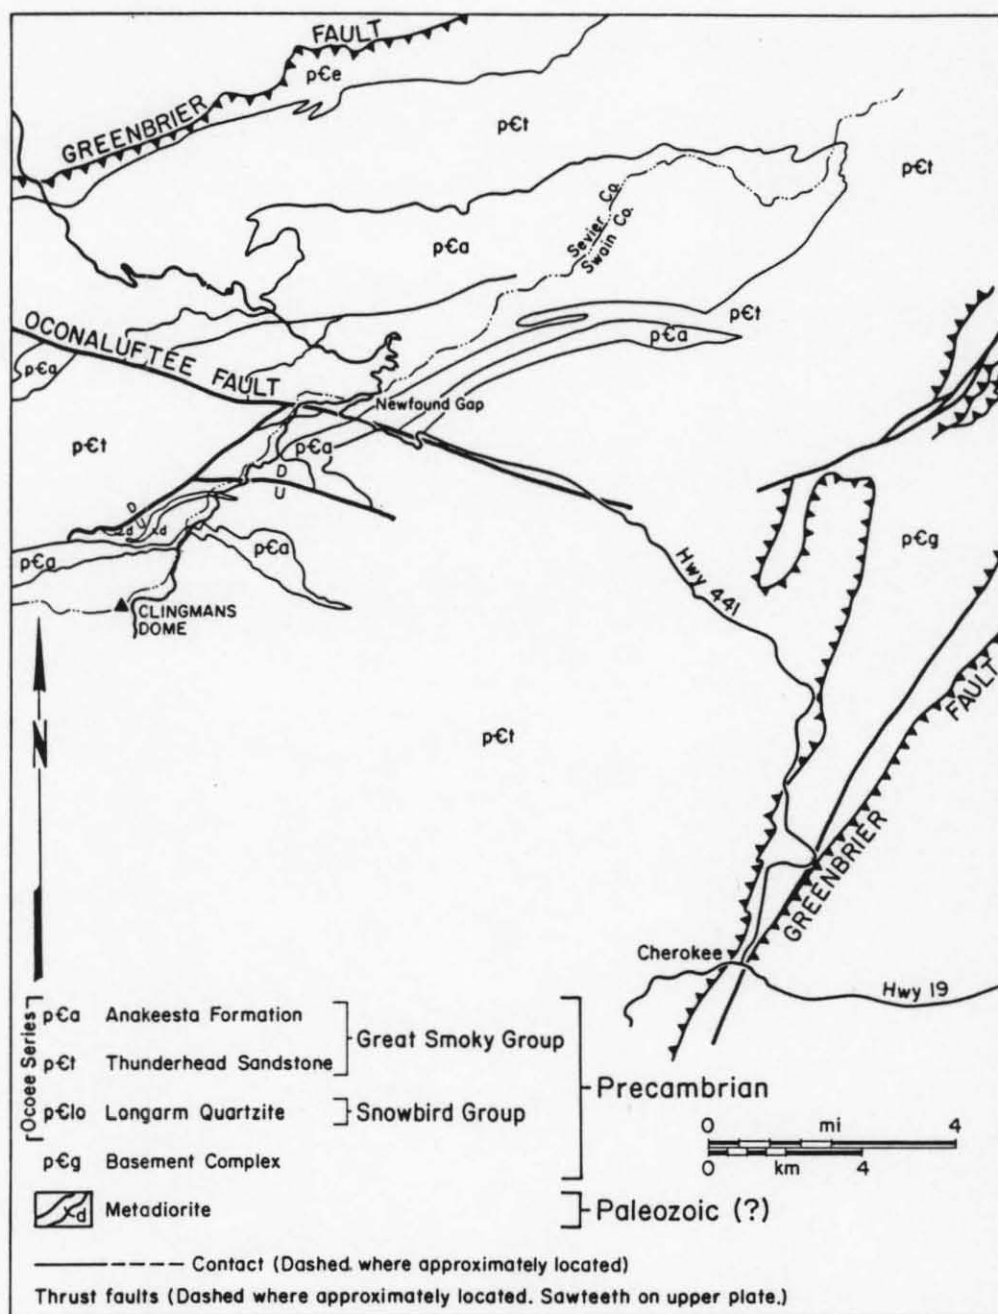 FAULT
GREENBRIER
p€e
p€t
p€t
p€a
Sevier Co.
Swain Co.
OCONALUFTEE FAULT
p€a
p€t
p€a
Newfound Gap
p€t
p€a
D
U
D
U
d
d
p€a
p€a
p€g
CLINGMANS
DOME
Hwy 441
N
p€t
GREENBRIER
FAULT
Cherokee
Hwy 19
Ocoee Series
p€a Anakeesta Formation
Great Smoky Group
p€t Thunderhead Sandstone
Precambrian
p€lo Longarm Quartzite
Snowbird Group
p€g Basement Complex
d Metadiorite
Paleozoic (?)
0 mi 4
0 km 4
Contact (Dashed where approximately located)
Thrust faults (Dashed where approximately located. Sawteeth on upper plate.)